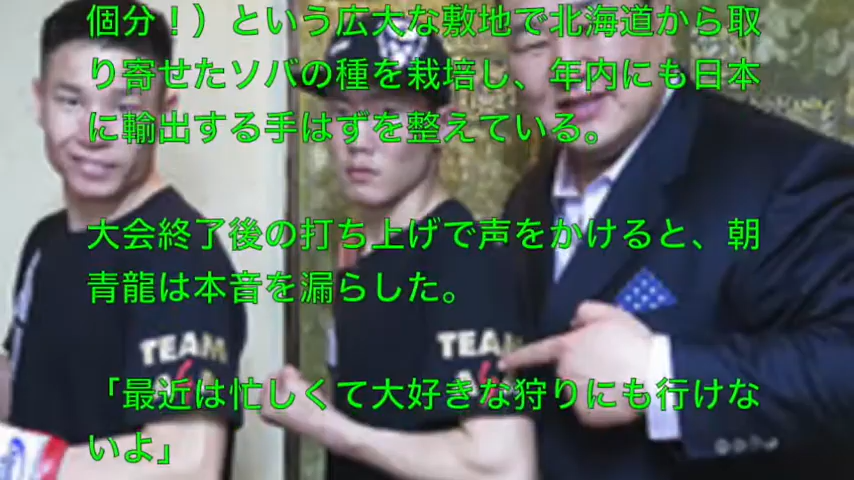 個分！）という広大な敷地で北海道から取
り寄せたソバの種を栽培し、年内にも日本
に輸出する手はずを整えている。
大会終了後の打ち上げで声をかけると、朝
青龍は本音を漏らした。
TEAM
TEAM
「最近は忙しくて大好きな狩りにも行けな
いよ」